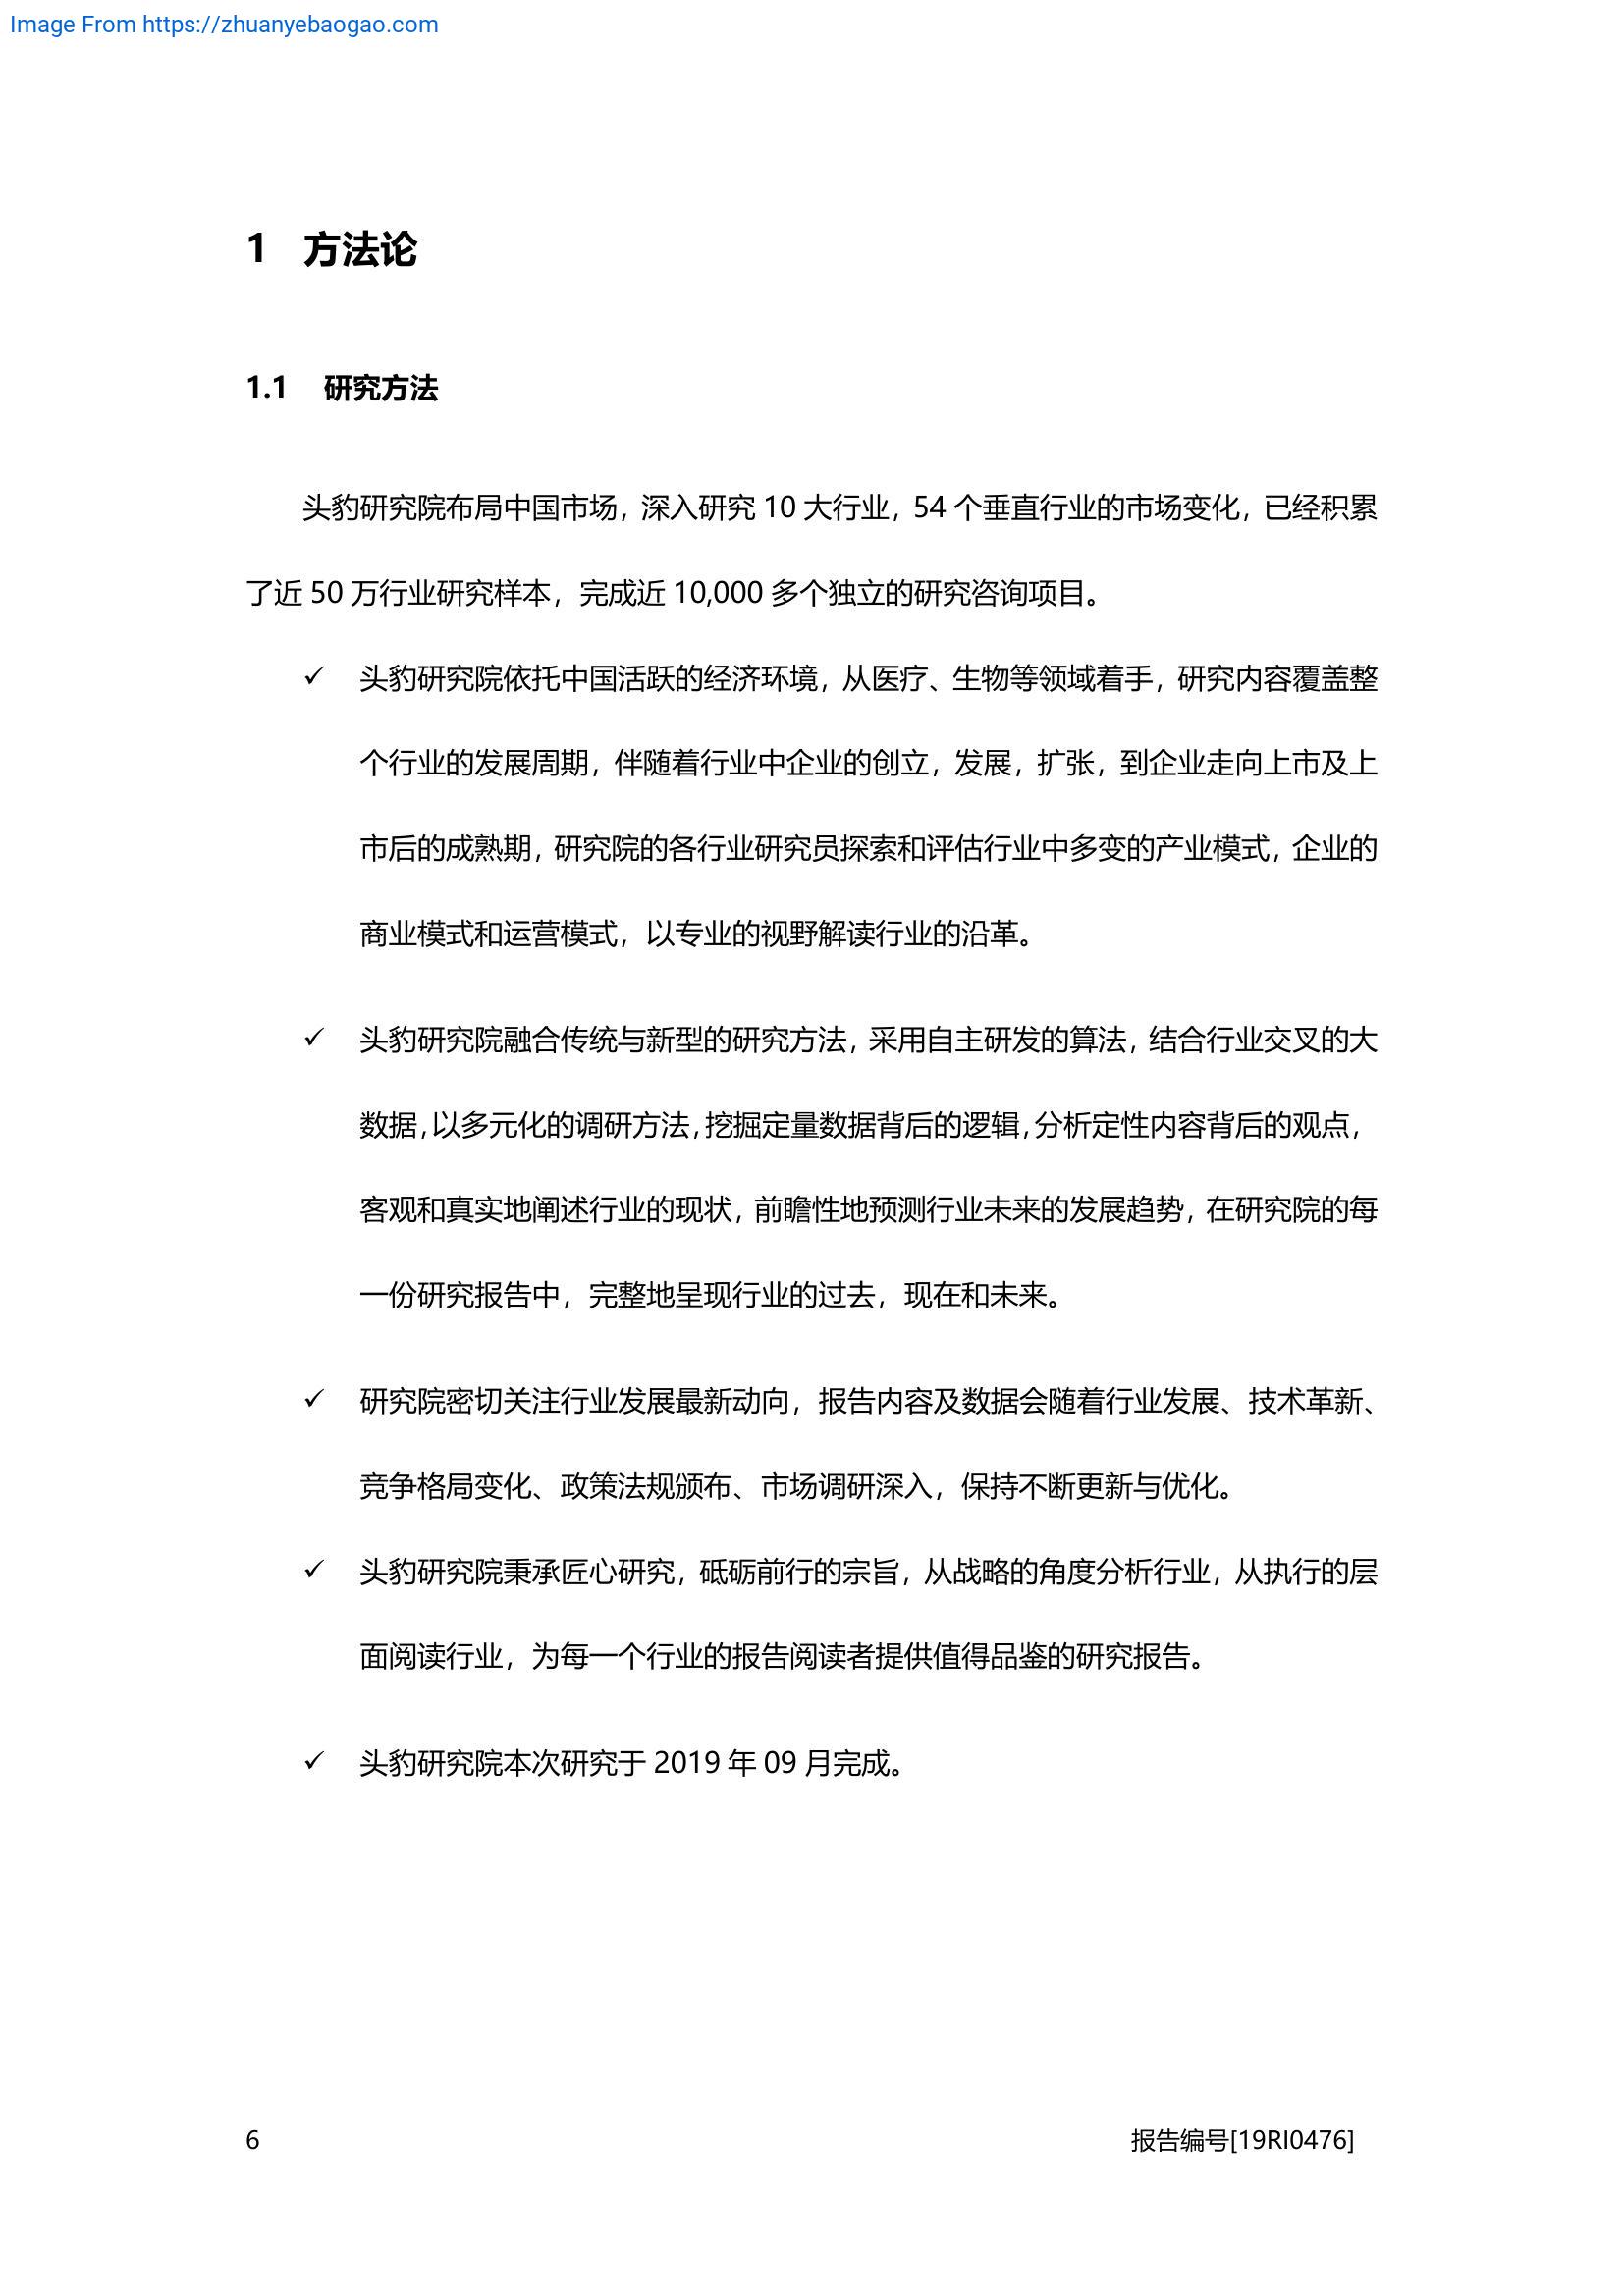 Image From https://zhuanyebaogao.com
1 方法论
1.1 研究方法
头豹研究院布局中国市场，深入研究 10 大行业，54 个垂直行业的市场变化，已经积累
了近 50 万行业研究样本，完成近 10,000 多个独立的研究咨询项目。
✓ 头豹研究院依托中国活跃的经济环境，从医疗、生物等领域着手，研究内容覆盖整
个行业的发展周期，伴随着行业中企业的创立，发展，扩张，到企业走向上市及上
市后的成熟期，研究院的各行业研究员探索和评估行业中多变的产业模式，企业的
商业模式和运营模式，以专业的视野解读行业的沿革。
✓ 头豹研究院融合传统与新型的研究方法，采用自主研发的算法，结合行业交叉的大
数据，以多元化的调研方法，挖掘定量数据背后的逻辑，分析定性内容背后的观点，
客观和真实地阐述行业的现状，前瞻性地预测行业未来的发展趋势，在研究院的每
一份研究报告中，完整地呈现行业的过去，现在和未来。
✓ 研究院密切关注行业发展最新动向，报告内容及数据会随着行业发展、技术革新、
竞争格局变化、政策法规颁布、市场调研深入，保持不断更新与优化。
✓ 头豹研究院秉承匠心研究，砥砺前行的宗旨，从战略的角度分析行业，从执行的层
面阅读行业，为每一个行业的报告阅读者提供值得品鉴的研究报告。
✓ 头豹研究院本次研究于 2019 年 09 月完成。
6 报告编号[19RI0476]